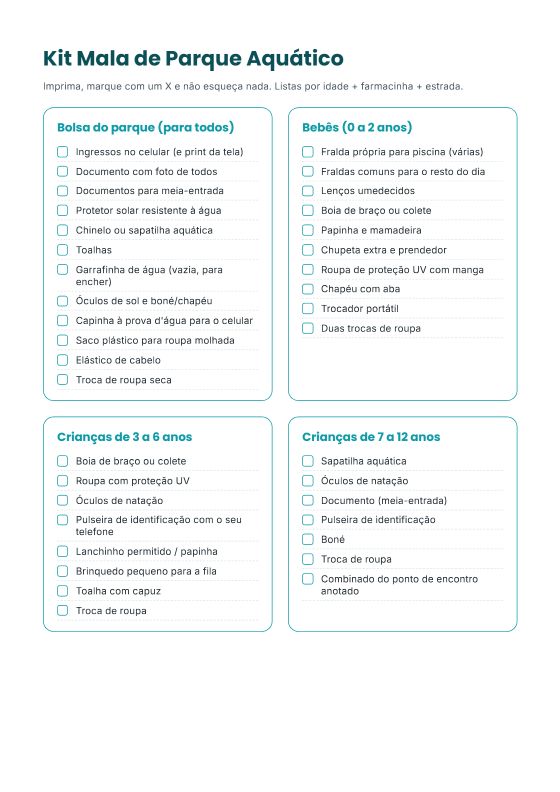 Kit Mala de Parque Aquático
Imprima, marque com um X e não esqueça nada. Listas por idade + farmacinha + estrada.
Bolsa do parque (para todos)
Ingressos no celular (e print da tela)
Documento com foto de todos
Documentos para meia-entrada
Protetor solar resistente à água
Chinelo ou sapatilha aquática
Toalhas
Garrafinha de água (vazia, para
encher)
Óculos de sol e boné/chapéu
Capinha à prova d'água para o celular
Saco plástico para roupa molhada
Elástico de cabelo
Troca de roupa seca
Bebês (0 a 2 anos)
Fralda própria para piscina (várias)
Fraldas comuns para o resto do dia
Lenços umedecidos
Boia de braço ou colete
Papinha e mamadeira
Chupeta extra e prendedor
Roupa de proteção UV com manga
Chapéu com aba
Trocador portátil
Duas trocas de roupa
Crianças de 3 a 6 anos
Boia de braço ou colete
Roupa com proteção UV
Óculos de natação
Pulseira de identificação com o seu
telefone
Lanchinho permitido / papinha
Brinquedo pequeno para a fila
Toalha com capuz
Troca de roupa
Crianças de 7 a 12 anos
Sapatilha aquática
Óculos de natação
Documento (meia-entrada)
Pulseira de identificação
Boné
Troca de roupa
Combinado do ponto de encontro
anotado